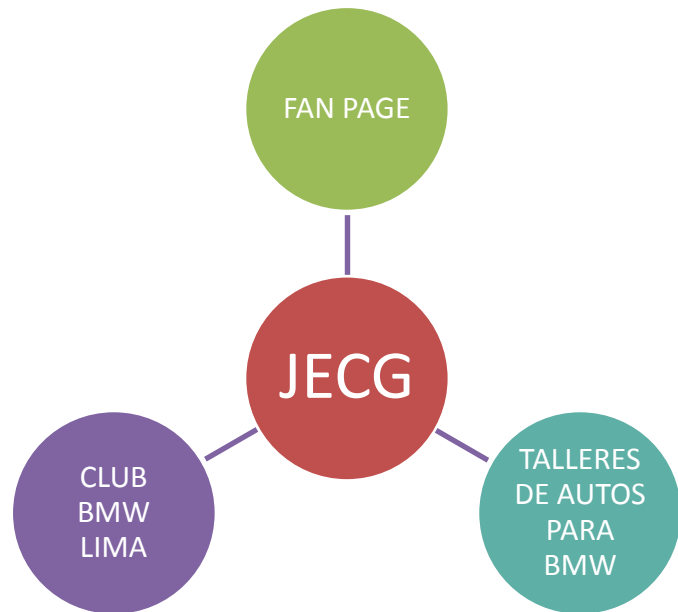 FAN PAGE
JECG
CLUB
BMW
LIMA
TALLERES
DE AUTOS
PARA
BMW